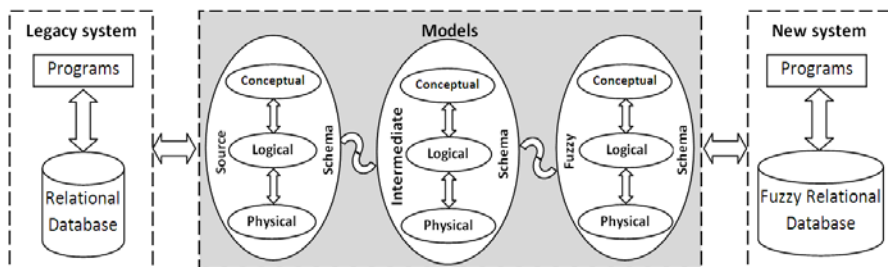 Legacy system
Programs
Relational
Database
Models
Source
Schema
Conceptual
Logical
Physical
Intermediate
Schema
Conceptual
Logical
Physical
Fuzzy
Schema
Conceptual
Logical
Physical
New system
Programs
Fuzzy Relational
Database